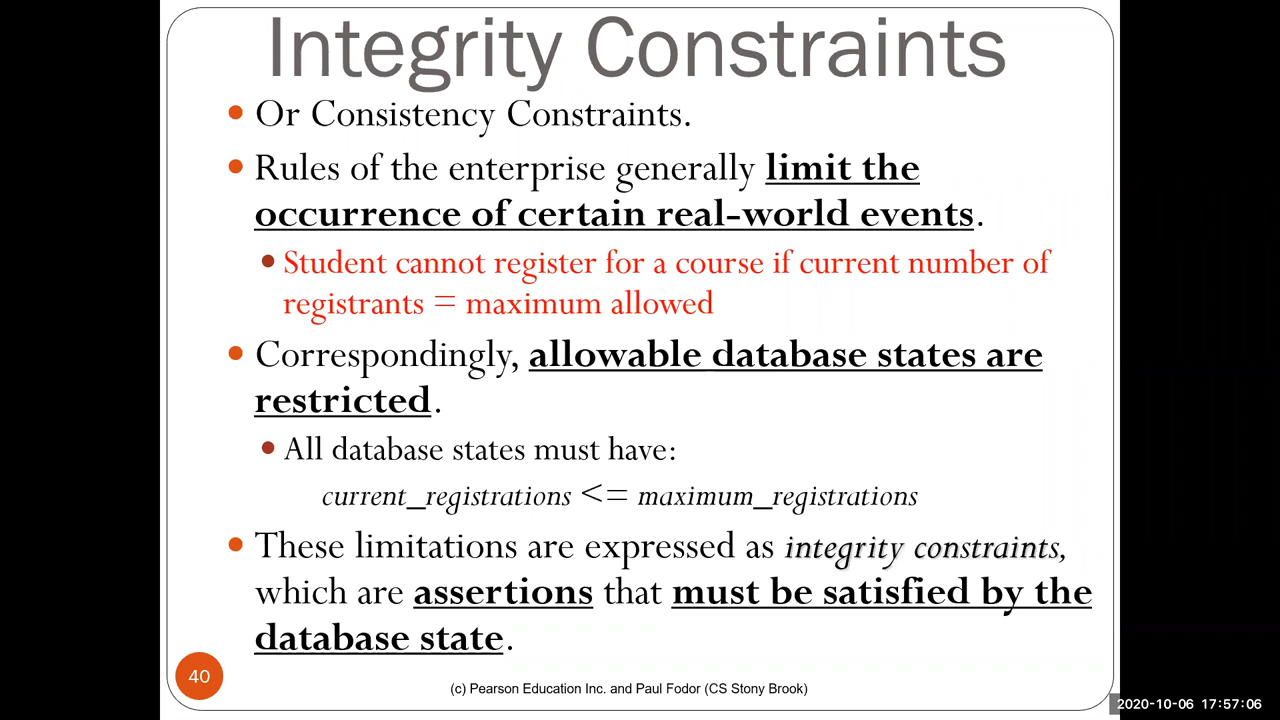 Integrity Constraints
• Or Consistency Constraints.
• Rules of the enterprise generally limit the
occurrence of certain real-world events.
• Student cannot register for a course if current number of
registrants = maximum allowed
• Correspondingly, allowable database states are
restricted.
• All database states must have:
current_registrations <= maximum_registrations
• These limitations are expressed as integrity constraints,
which are assertions that must be satisfied by the
database state.
40
(c) Pearson Education Inc. and Paul Fodor (CS Stony Brook)
2020-10-06 17:57:06